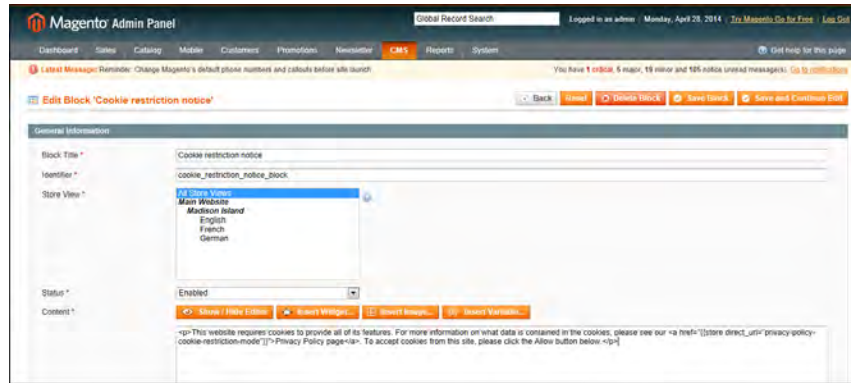 Magento Admin Panel
Global Record Search
Logged in as admin | Monday, April 28, 2014 | Try Magento Go for Free | Log Out
Dashboard Sales Catalog Mobile Customers Promotions Newsletter CMS Reports System
Get help for this page
Latest Message: Reminder: Change Magento's default phone numbers and callouts before site launch
You have 1 critical, 5 major, 19 minor and 105 notice unread message(s). Go to notifications
Edit Block 'Cookie restriction notice'
Back Reset Delete Block Save Block Save and Continue Edit
General Information
Block Title *
Cookie restriction notice
Identifier *
cookie_restriction_notice_block
Store View *
All Store Views
Main Website
Madison Island
English
French
German
Status *
Enabled
Content *
Show / Hide Editor Insert Widget... Insert Image... Insert Variable...
<p>This website requires cookies to provide all of its features. For more information on what data is contained in the cookies, please see our <a href="{{store direct_url="privacy-policy-
cookie-restriction-mode"}}">Privacy Policy page</a>. To accept cookies from this site, please click the Allow button below.</p>